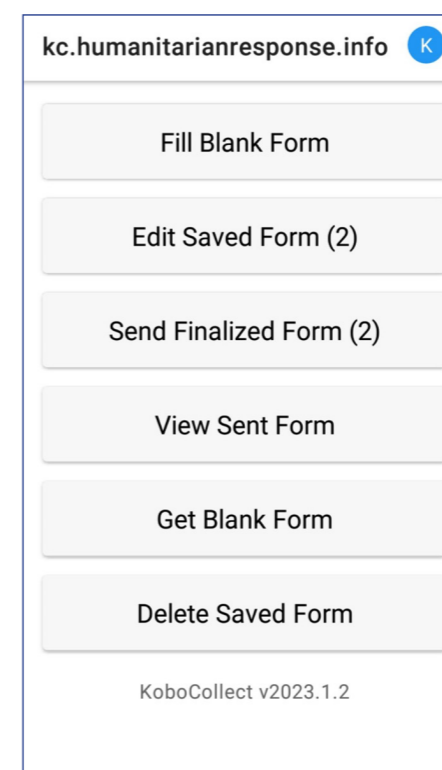 kc.humanitarianresponse.info K
Fill Blank Form
Edit Saved Form (2)
Send Finalized Form (2)
View Sent Form
Get Blank Form
Delete Saved Form
KoboCollect v2023.1.2